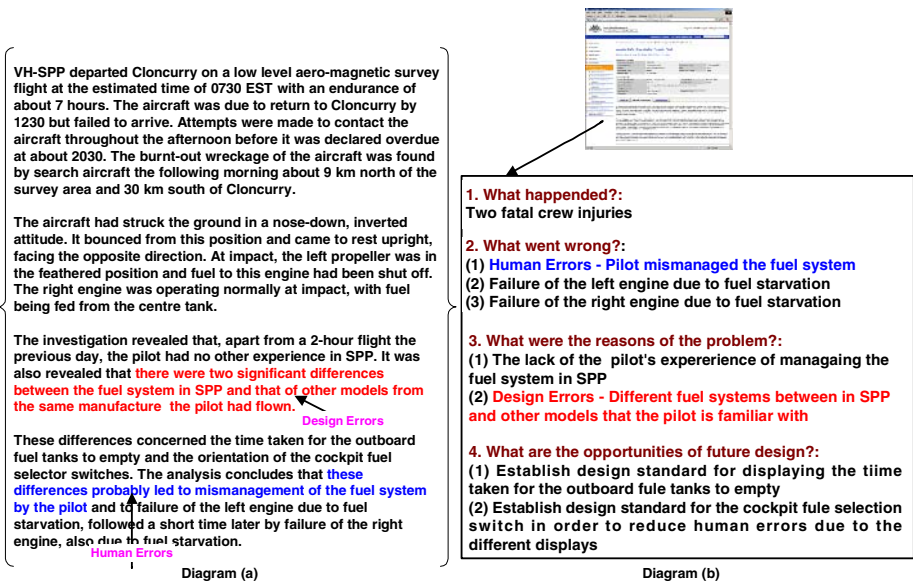 VH-SPP departed Cloncurry on a low level aero-magnetic survey
flight at the estimated time of 0730 EST with an endurance of
about 7 hours. The aircraft was due to return to Cloncurry by
1230 but failed to arrive. Attempts were made to contact the
aircraft throughout the afternoon before it was declared overdue
at about 2030. The burnt-out wreckage of the aircraft was found
by search aircraft the following morning about 9 km north of the
survey area and 30 km south of Cloncurry.
The aircraft had struck the ground in a nose-down, inverted
attitude. It bounced from this position and came to rest upright,
facing the opposite direction. At impact, the left propeller was in
the feathered position and fuel to this engine had been shut off.
The right engine was operating normally at impact, with fuel
being fed from the centre tank.
The investigation revealed that, apart from a 2-hour flight the
previous day, the pilot had no other experience in SPP. It was
also revealed that there were two significant differences
between the fuel system in SPP and that of other models from
the same manufacture the pilot had flown.
Design Errors
These differences concerned the time taken for the outboard
fuel tanks to empty and the orientation of the cockpit fuel
selector switches. The analysis concludes that these
differences probably led to mismanagement of the fuel system
by the pilot and to failure of the left engine due to fuel
starvation, followed a short time later by failure of the right
engine, also due to fuel starvation.
Human Errors
Diagram (a)
1. What happened?:
Two fatal crew injuries
2. What went wrong?:
(1) Human Errors - Pilot mismanaged the fuel system
(2) Failure of the left engine due to fuel starvation
(3) Failure of the right engine due to fuel starvation
3. What were the reasons of the problem?:
(1) The lack of the pilot's expererience of managaing the
fuel system in SPP
(2) Design Errors - Different fuel systems between in SPP
and other models that the pilot is familiar with
4. What are the opportunities of future design?:
(1) Establish design standard for displaying the tiime
taken for the outboard fule tanks to empty
(2) Establish design standard for the cockpit fule selection
switch in order to reduce human errors due to the
different displays
Diagram (b)